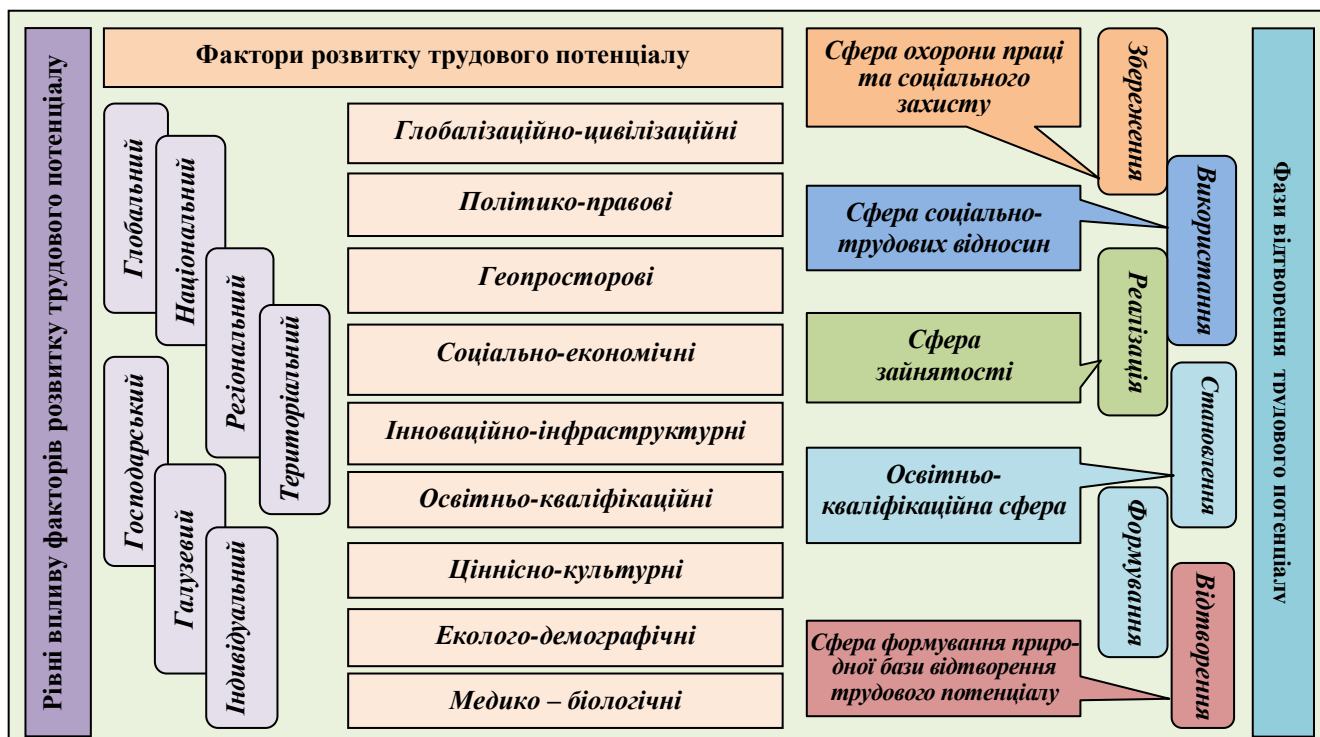 Рівні впливу факторів розвитку трудового потенціалу
Фактори розвитку трудового потенціалу
Глобальний
Національний
Регіональний
Територіальний
Господарський
Галузевий
Індивідуальний
Глобалізаційно-цивілізаційні
Політико-правові
Геопросторові
Соціально-економічні
Інноваційно-інфраструктурні
Освітньо-кваліфікаційні
Ціннісно-культурні
Еколого-демографічні
Медико – біологічні
Сфера охорони праці
та соціального
захисту
Сфера соціально-
трудових відносин
Сфера
зайнятості
Освітньо-
кваліфікаційна сфера
Сфера формування приро-
дної бази відтворення
трудового потенціалу
Збереження
Використання
Реалізація
Становлення
Формування
Відтворення
Фази відтворення трудового потенціалу